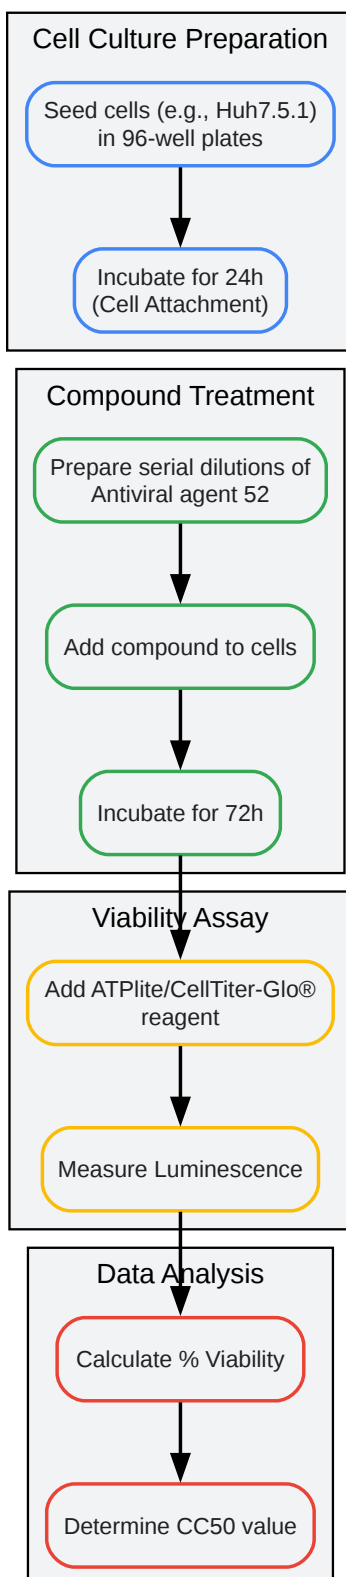 Cell Culture Preparation
Seed cells (e.g., Huh7.5.1)
in 96-well plates
Incubate for 24h
(Cell Attachment)
Compound Treatment
Prepare serial dilutions of
Antiviral agent 52
Add compound to cells
Incubate for 72h
Viability Assay
Add ATPlite/CellTiter-Glo®
reagent
Measure Luminescence
Data Analysis
Calculate % Viability
Determine CC50 value